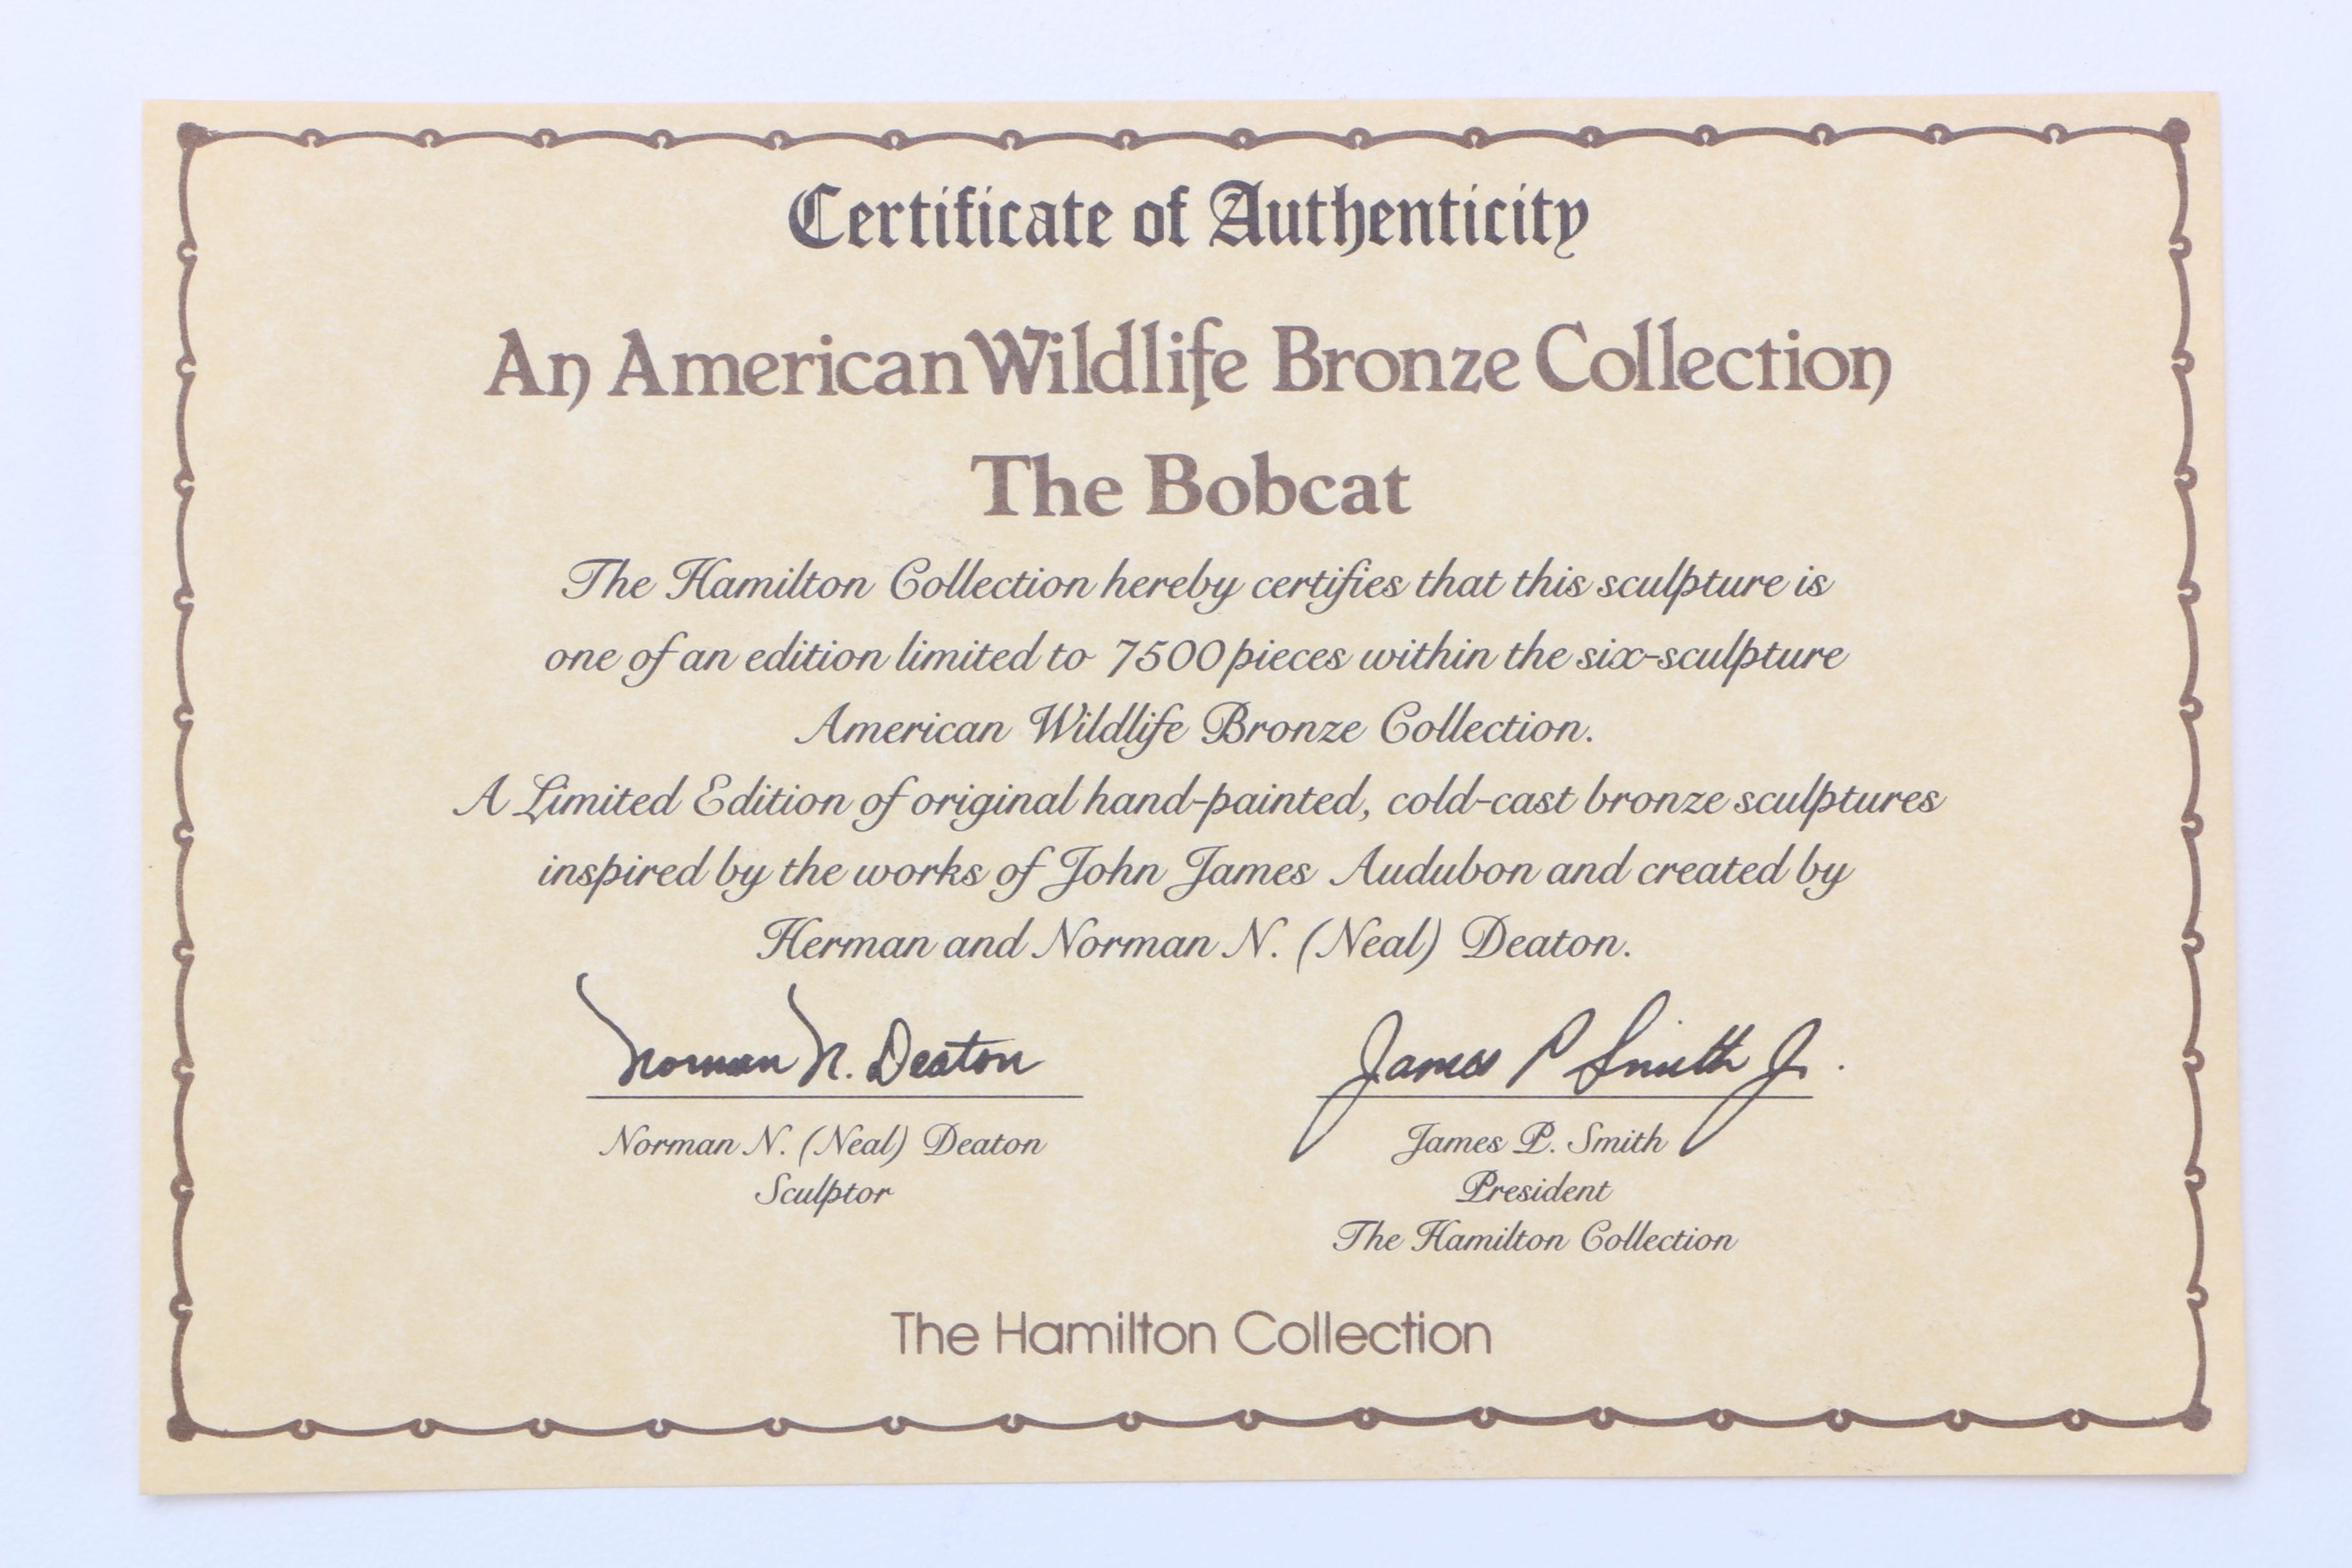 Certificate of Authenticity
An American Wildlife Bronze Collection
The Bobcat
The Hamilton Collection hereby certifies that this sculpture is
one of an edition limited to 7500 pieces within the six-sculpture
American Wildlife Bronze Collection.
A Limited Edition of original hand-painted, cold-cast bronze sculptures
inspired by the works of John James Audubon and created by
Herman and Norman N. (Neal) Deaton.
Norman N. Deaton
James P Smith Jr.
Norman N. (Neal) Deaton
James P. Smith
Sculptor
President
The Hamilton Collection
The Hamilton Collection